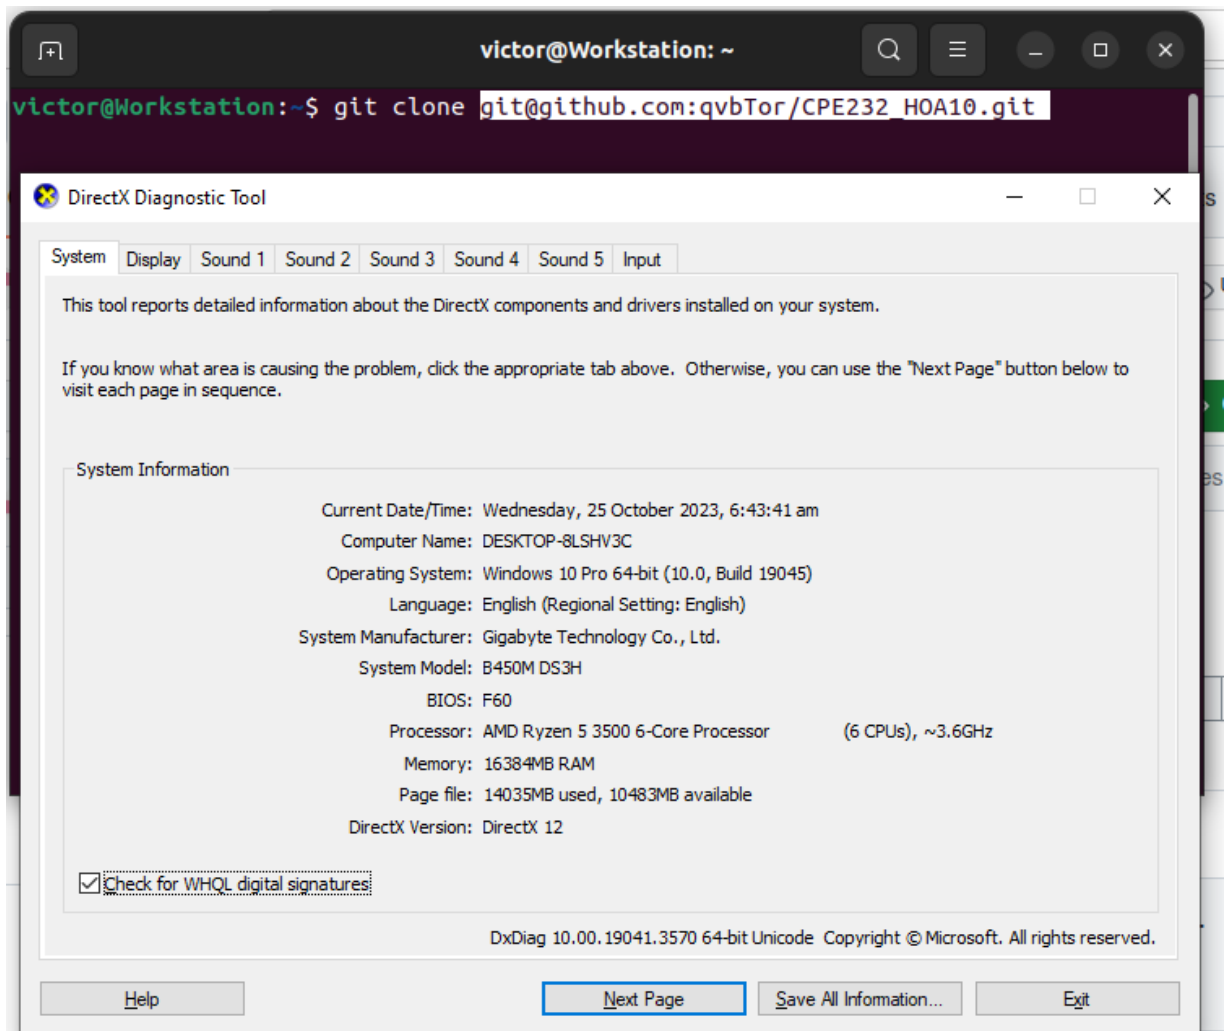 victor@Workstation: ~
victor@Workstation:~$ git clone git@github.com:qvbTor/CPE232_HOA10.git
DirectX Diagnostic Tool
System Display Sound 1 Sound 2 Sound 3 Sound 4 Sound 5 Input
This tool reports detailed information about the DirectX components and drivers installed on your system.
If you know what area is causing the problem, click the appropriate tab above. Otherwise, you can use the "Next Page" button below to
visit each page in sequence.
System Information
Current Date/Time: Wednesday, 25 October 2023, 6:43:41 am
Computer Name: DESKTOP-8LSHV3C
Operating System: Windows 10 Pro 64-bit (10.0, Build 19045)
Language: English (Regional Setting: English)
System Manufacturer: Gigabyte Technology Co., Ltd.
System Model: B450M DS3H
BIOS: F60
Processor: AMD Ryzen 5 3500 6-Core Processor (6 CPUs), ~3.6GHz
Memory: 16384MB RAM
Page file: 14035MB used, 10483MB available
DirectX Version: DirectX 12
Check for WHQL digital signatures
DxDiag 10.00.19041.3570 64-bit Unicode Copyright © Microsoft. All rights reserved.
Help Next Page Save All Information... Exit